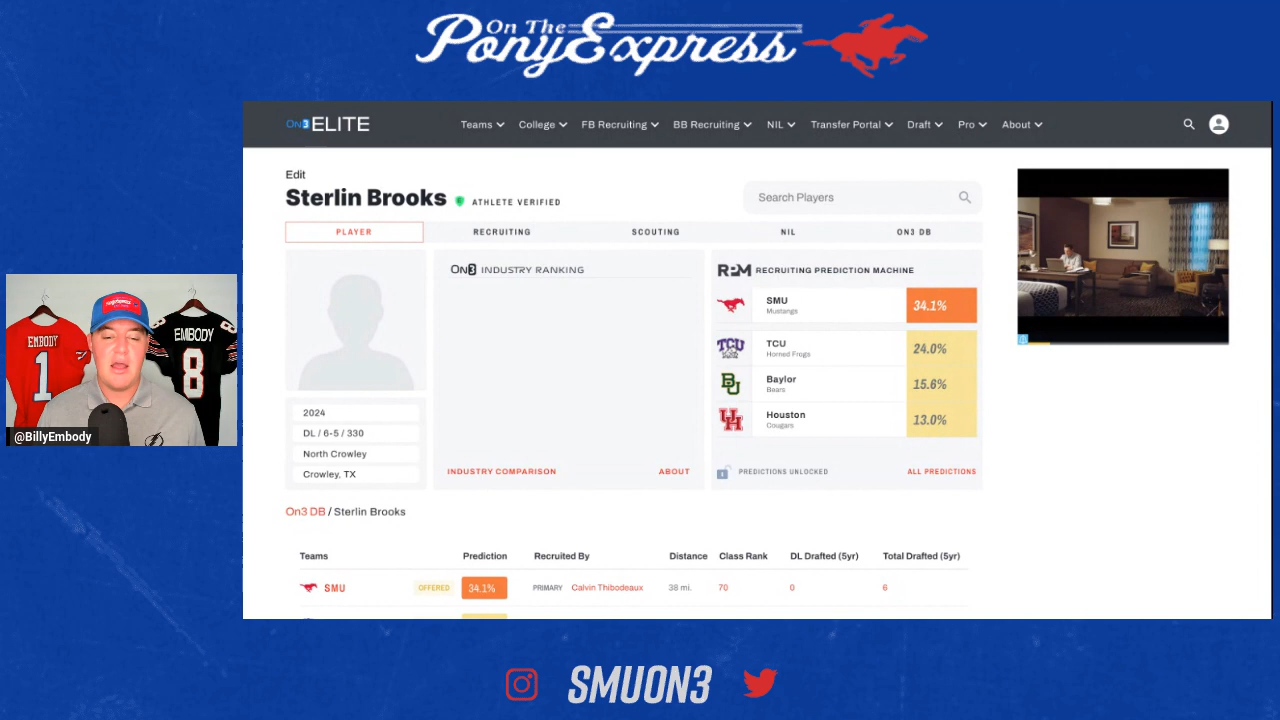 On The
Pony Express
On3 ELITE
Teams College FB Recruiting BB Recruiting NIL Transfer Portal Draft Pro About
Edit
Sterlin Brooks ATHLETE VERIFIED
Search Players
PLAYER RECRUITING SCOUTING NIL ON3 DB
On3 INDUSTRY RANKING
RPM RECRUITING PREDICTION MACHINE
SMU
Mustangs
34.1%
TCU
TCU
Horned Frogs
24.0%
BU
Baylor
Bears
15.6%
UH
Houston
Cougars
13.0%
2024
DL / 6-5 / 330
North Crowley
Crowley, TX
INDUSTRY COMPARISON ABOUT
PREDICTIONS UNLOCKED ALL PREDICTIONS
On3 DB / Sterlin Brooks
Teams Prediction Recruited By Distance Class Rank DL Drafted (5yr) Total Drafted (5yr)
SMU OFFERED 34.1% PRIMARY Calvin Thibodeaux 38 mi. 70 0 6
EMBODY
1
EMBODY
8
@BillyEmbody
SMUON3